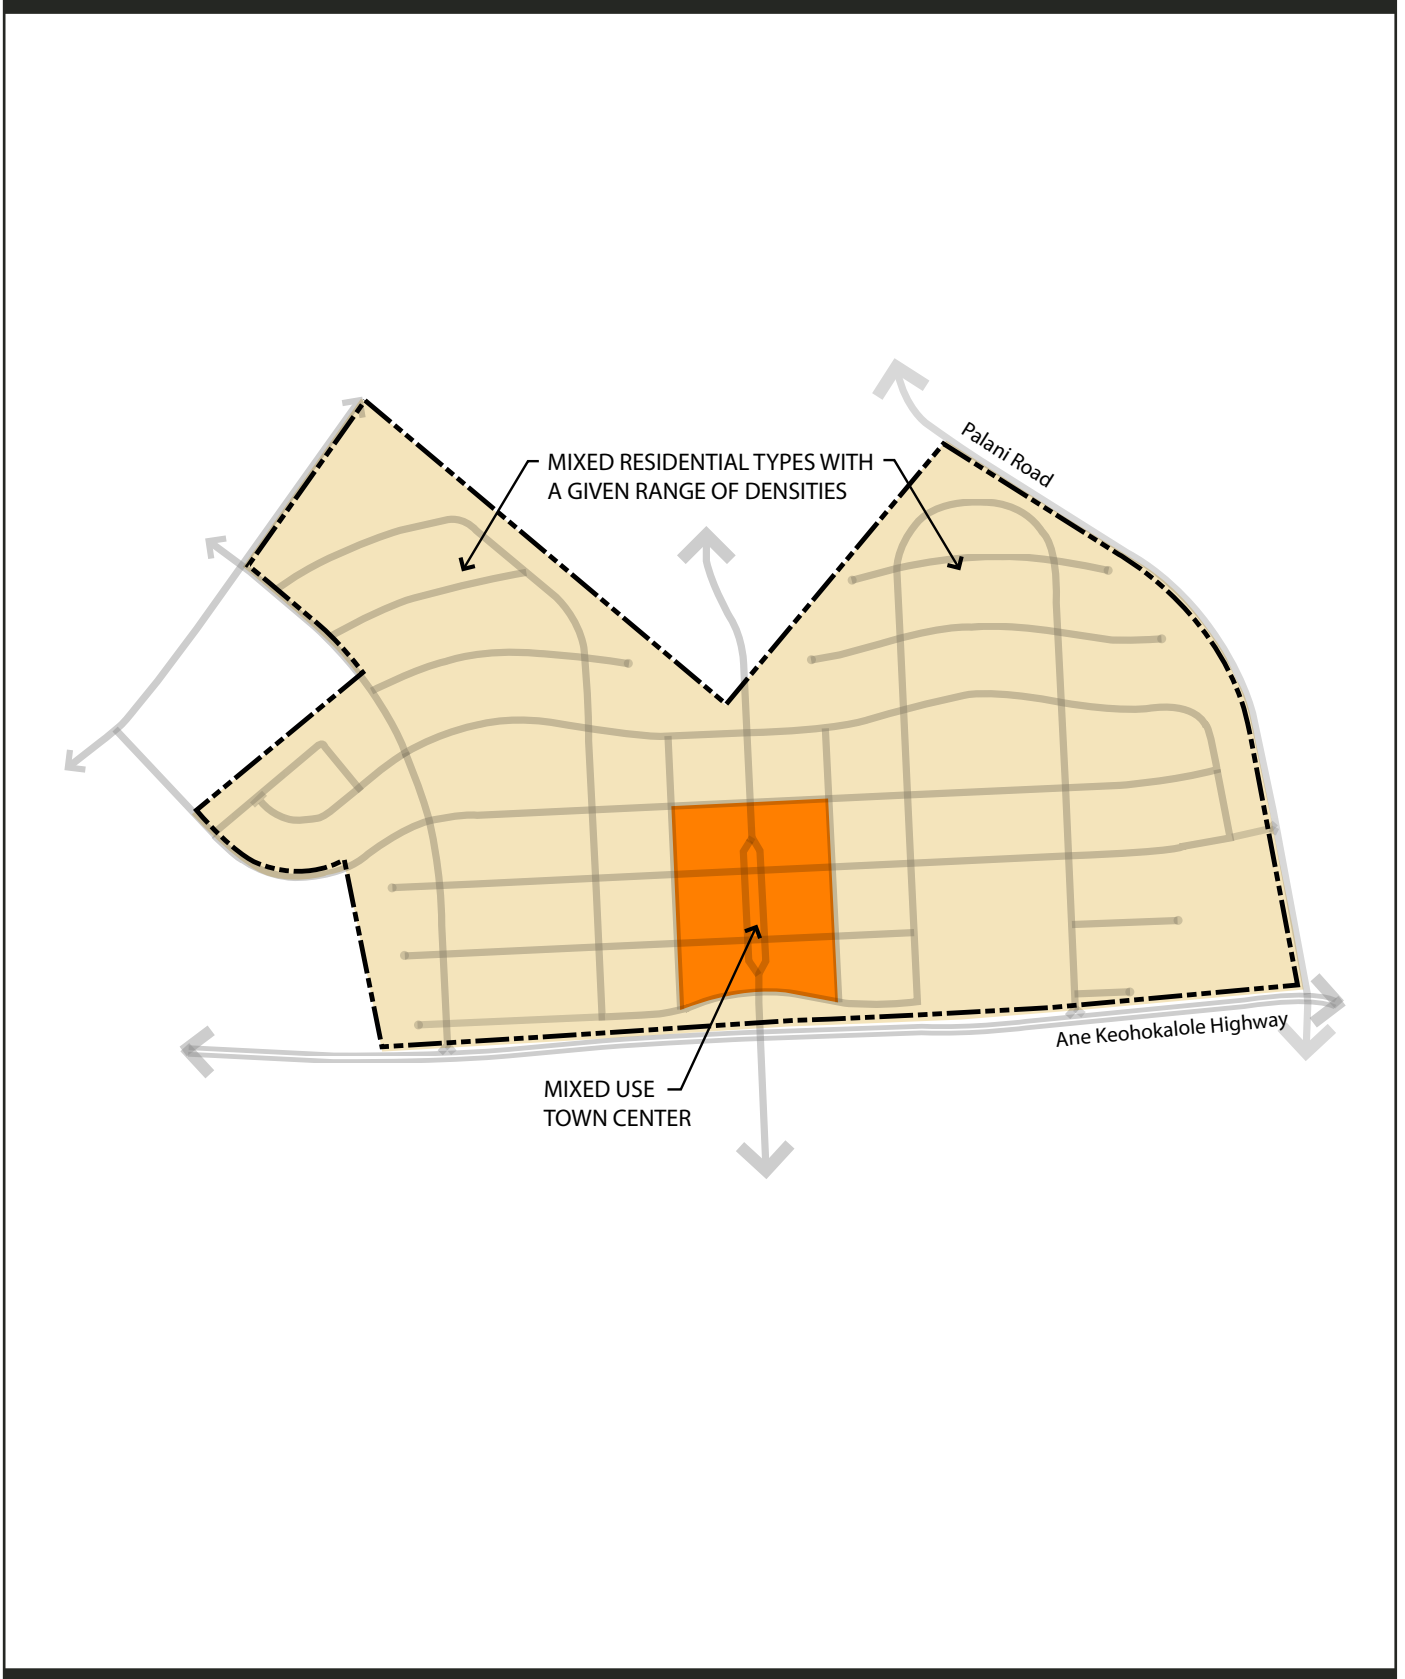 Palani Road
MIXED RESIDENTIAL TYPES WITH
A GIVEN RANGE OF DENSITIES
Ane Keohokalole Highway
MIXED USE
TOWN CENTER